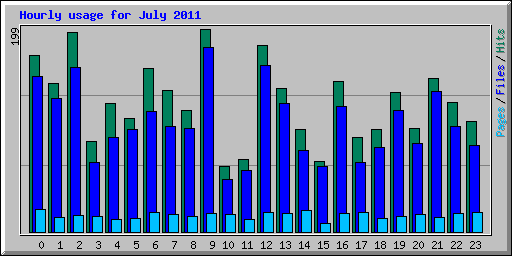 Hourly usage for July 2011
199
Pages/Files/Hits
0 1 2 3 4 5 6 7 8 9 10 11 12 13 14 15 16 17 18 19 20 21 22 23